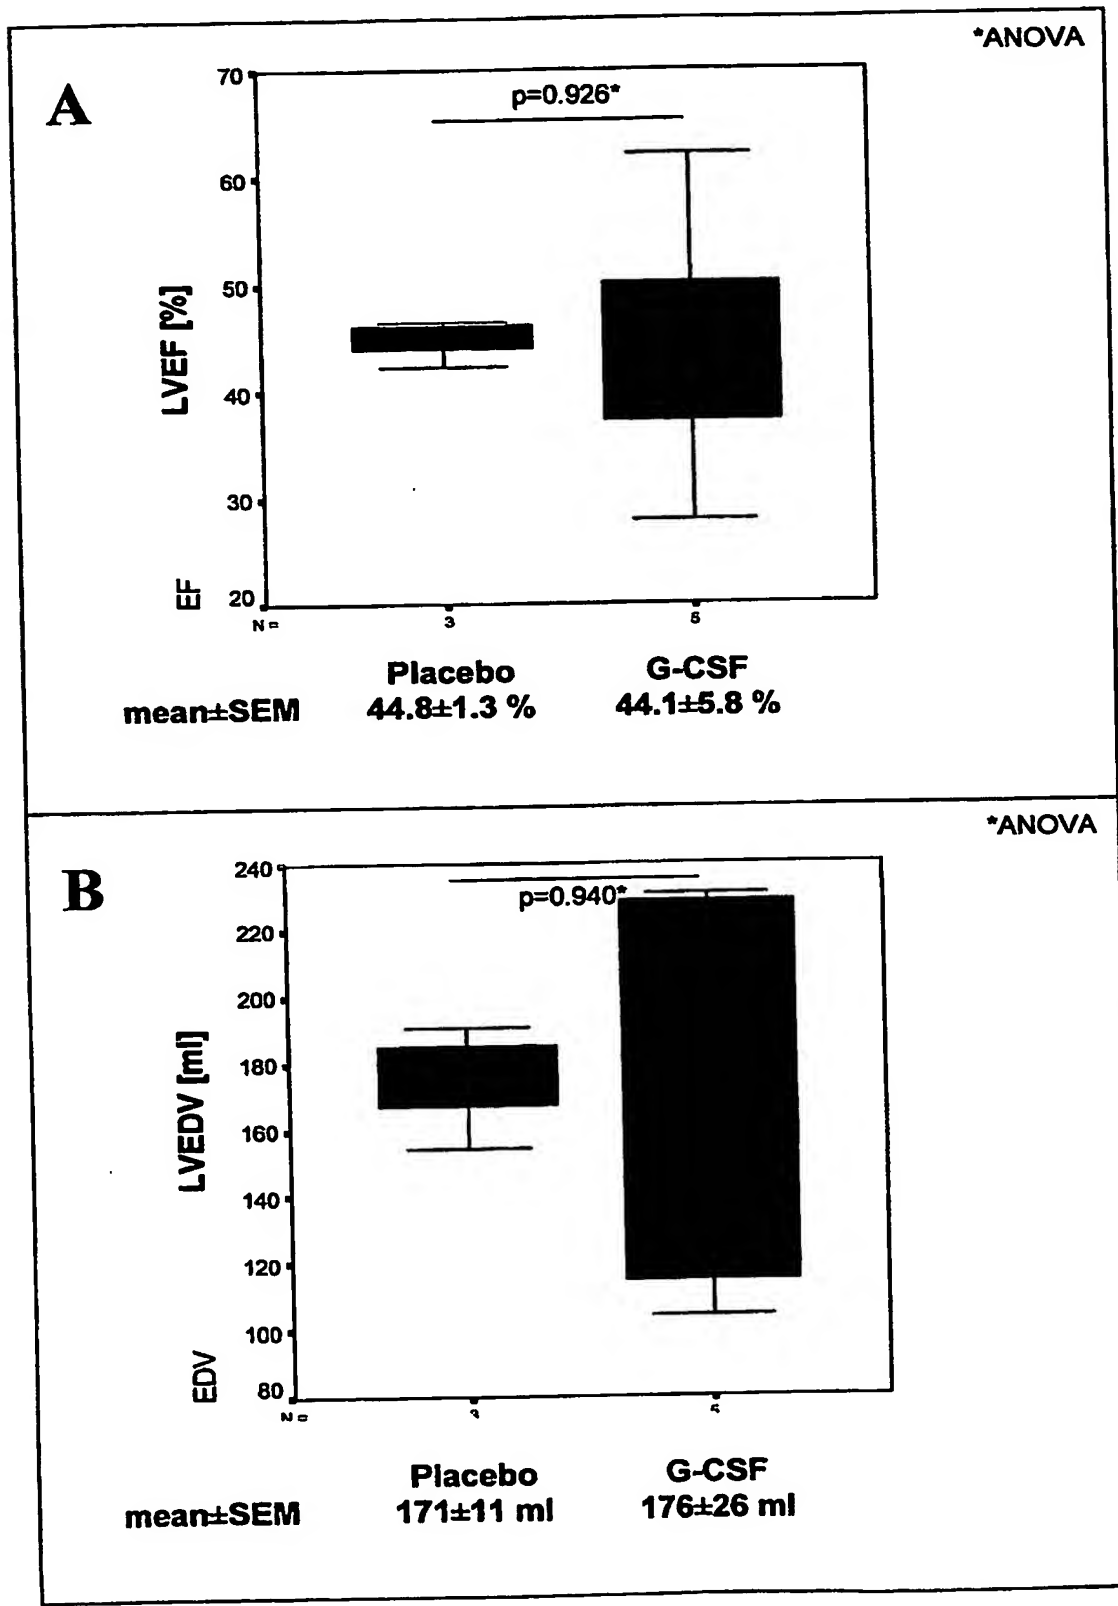 *ANOVA
A
p=0.926*
70
60
50
40
30
20
LVEF [%]
EF
N =
3
5
Placebo
G-CSF
mean±SEM
44.8±1.3 %
44.1±5.8 %
*ANOVA
B
p=0.940*
240
220
200
180
160
140
120
100
80
LVEDV [ml]
EDV
N =
3
5
Placebo
G-CSF
mean±SEM
171±11 ml
176±26 ml